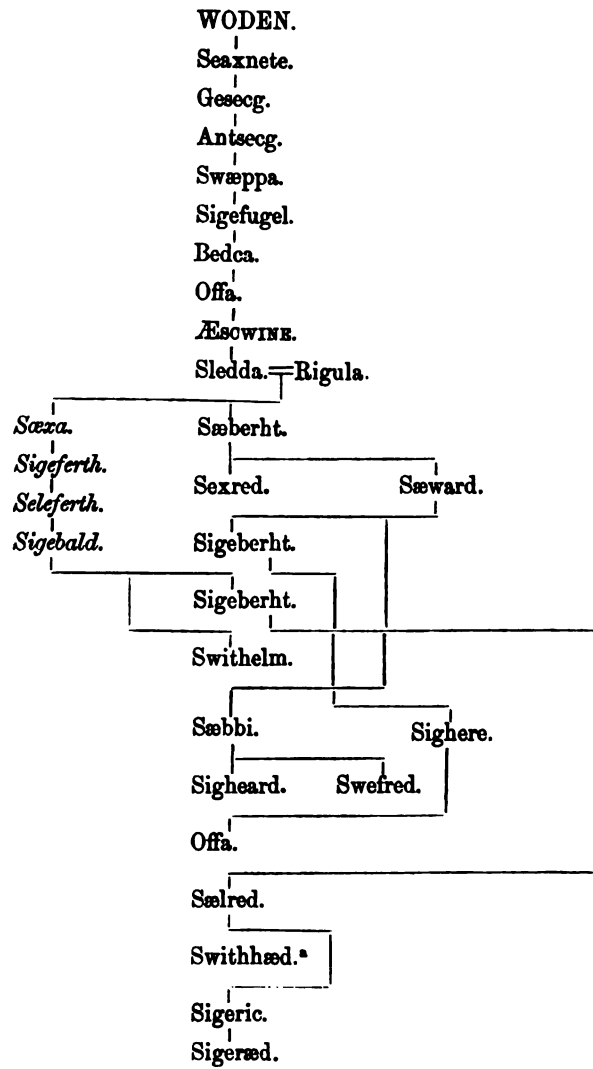 WODEN.
Seaxnete.
Gesecg.
Antsecg.
Swæppa.
Sigefugel.
Bedca.
Offa.
ÆSCWINE.
Sledda.=Rigula.
Sæxa. Sæberht.
Sigeferth.
Sexred. Sæward.
Seleferth.
Sigebald. Sigeberht.
Sigeberht.
Swithelm.
Sæbbi. Sighere.
Sigheard. Swefred.
Offa.
Sælred.
Swithhæd.ª
Sigeric.
Sigeræd.